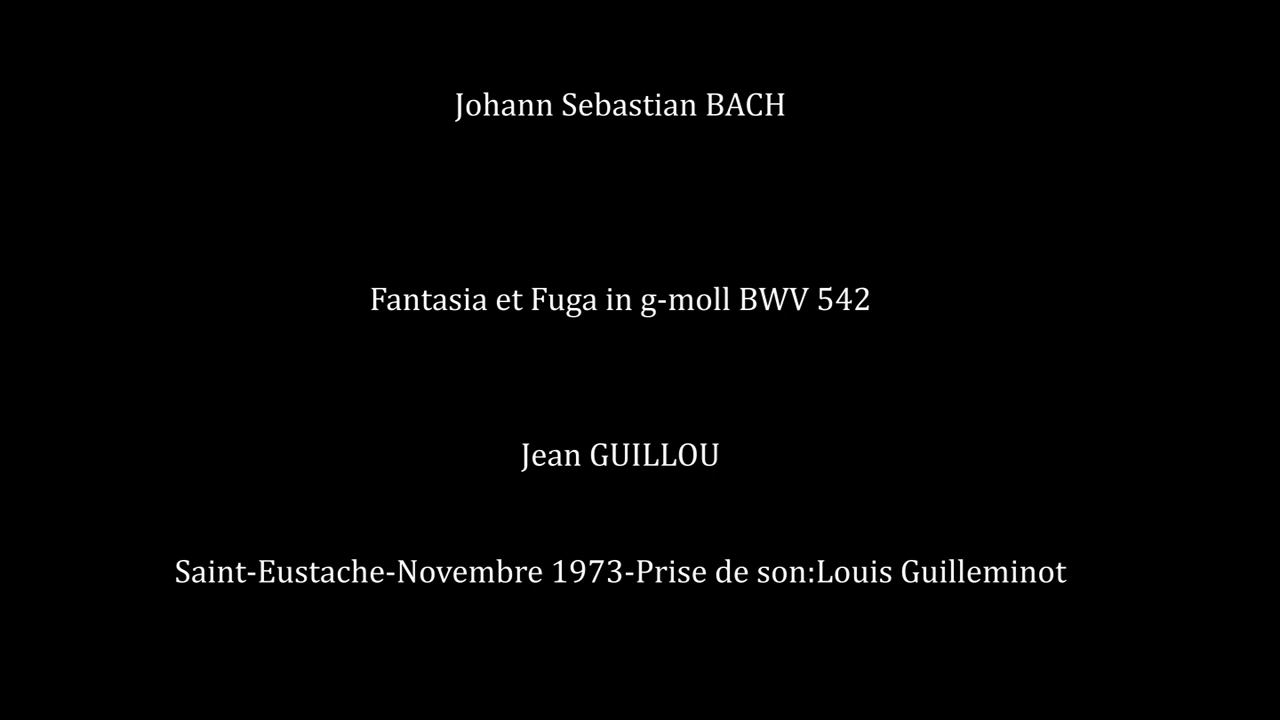 Johann Sebastian BACH
Fantasia et Fuga in g-moll BWV 542
Jean GUILLOU
Saint-Eustache-Novembre 1973-Prise de son:Louis Guilleminot